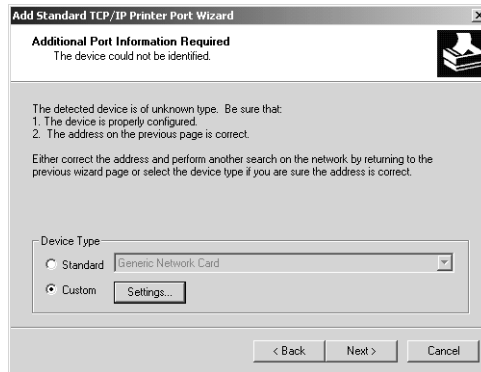 Add Standard TCP/IP Printer Port Wizard
Additional Port Information Required
The device could not be identified.
The detected device is of unknown type. Be sure that:
1. The device is properly configured.
2. The address on the previous page is correct.
Either correct the address and perform another search on the network by returning to the
previous wizard page or select the device type if you are sure the address is correct.
Device Type
Standard Generic Network Card
Custom Settings...
< Back Next > Cancel